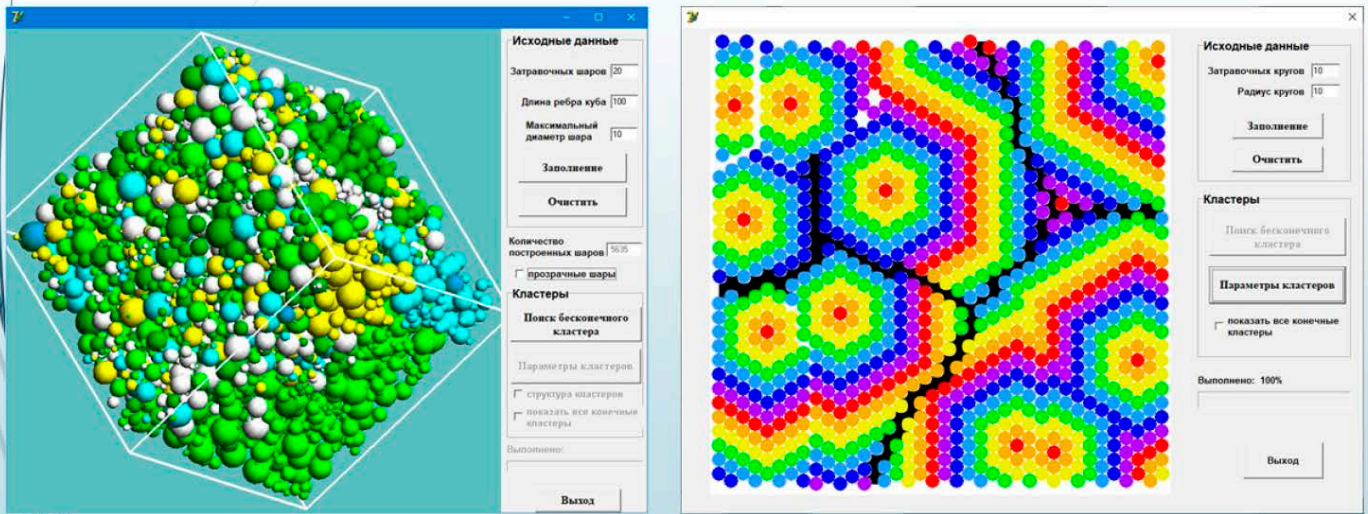 Исходные данные
Затравочных шаров 20
Длина ребра куба 100
Максимальный
диаметр шара 10
Заполнение
Очистить
Количество
построенных шаров 5635
прозрачные шары
Кластеры
Поиск бесконечного
кластера
Параметры кластеров
структура кластеров
показать все конечные
кластеры
Выполнено:
Выход
Исходные данные
Затравочных кругов 10
Радиус кругов 10
Заполнение
Очистить
Кластеры
Поиск бесконечного
кластера
Параметры кластеров
показать все конечные
кластеры
Выполнено: 100%
Выход